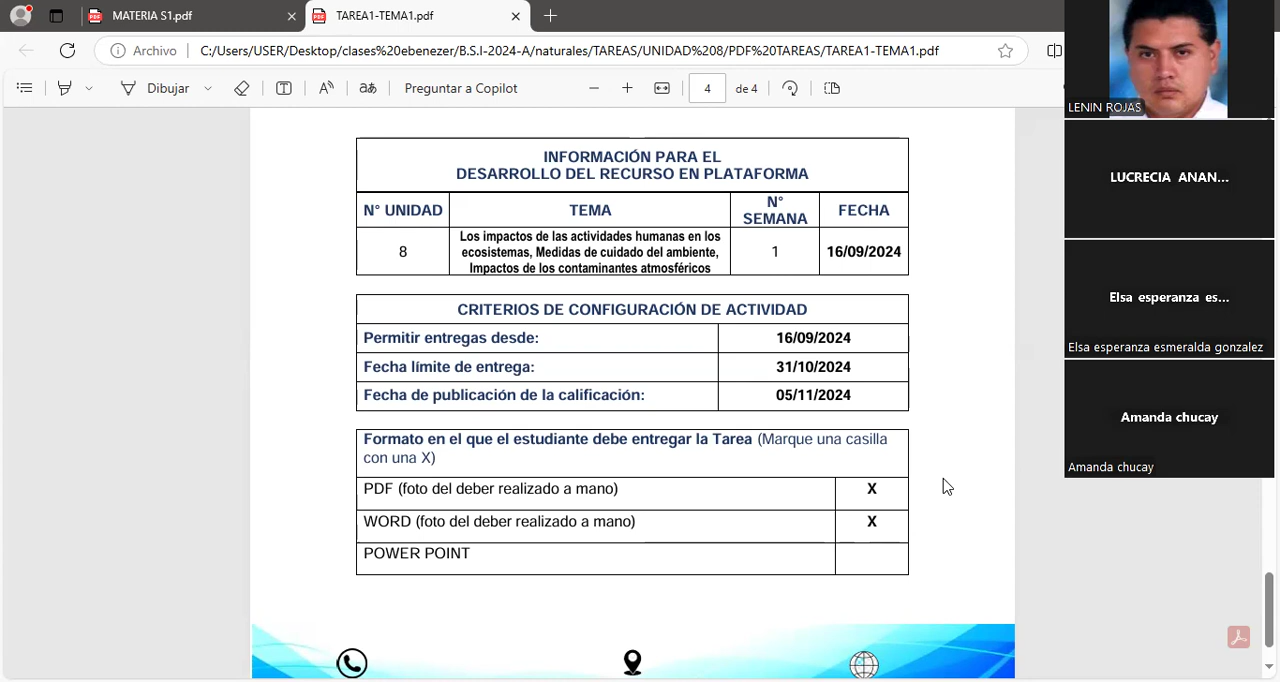 MATERIA S1.pdf
TAREA1-TEMA1.pdf
Archivo
C:/Users/USER/Desktop/clases%20ebenezer/B.S.I-2024-A/naturales/TAREAS/UNIDAD%208/PDF%20TAREAS/TAREA1-TEMA1.pdf
Dibujar
Preguntar a Copilot
4
de 4
INFORMACIÓN PARA EL
DESARROLLO DEL RECURSO EN PLATAFORMA
N° UNIDAD
TEMA
N°
SEMANA
FECHA
8
Los impactos de las actividades humanas en los
ecosistemas, Medidas de cuidado del ambiente,
Impactos de los contaminantes atmosféricos
1
16/09/2024
CRITERIOS DE CONFIGURACIÓN DE ACTIVIDAD
Permitir entregas desde:
16/09/2024
Fecha límite de entrega:
31/10/2024
Fecha de publicación de la calificación:
05/11/2024
Formato en el que el estudiante debe entregar la Tarea (Marque una casilla
con una X)
PDF (foto del deber realizado a mano)
X
WORD (foto del deber realizado a mano)
X
POWER POINT
LENIN ROJAS
LUCRECIA ANAN...
Elsa esperanza es...
Elsa esperanza esmeralda gonzalez
Amanda chucay
Amanda chucay